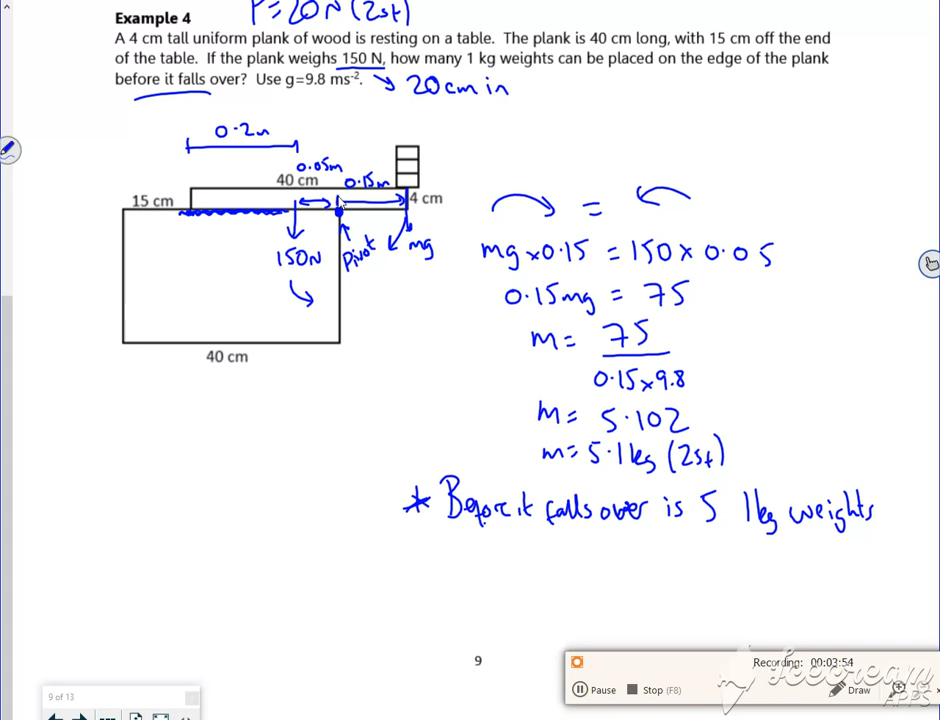 P=20N (2sf)
Example 4
A 4 cm tall uniform plank of wood is resting on a table. The plank is 40 cm long, with 15 cm off the end
of the table. If the plank weighs 150 N, how many 1 kg weights can be placed on the edge of the plank
before it falls over? Use g=9.8 ms-2. → 20cm in
0.2m
0.05m
40 cm
0.15m
15 cm
4 cm
150N
Pivot
mg
40 cm
=
mg×0.15 = 150×0.05
0.15mg = 75
m= 75
0.15×9.8
m= 5.102
m=5.1kg (2sf)
* Before it falls over is 5 1kg weights
9
Recording: 00:03:54
Pause
Stop (F8)
Draw
Icecream
APPS
9 of 13